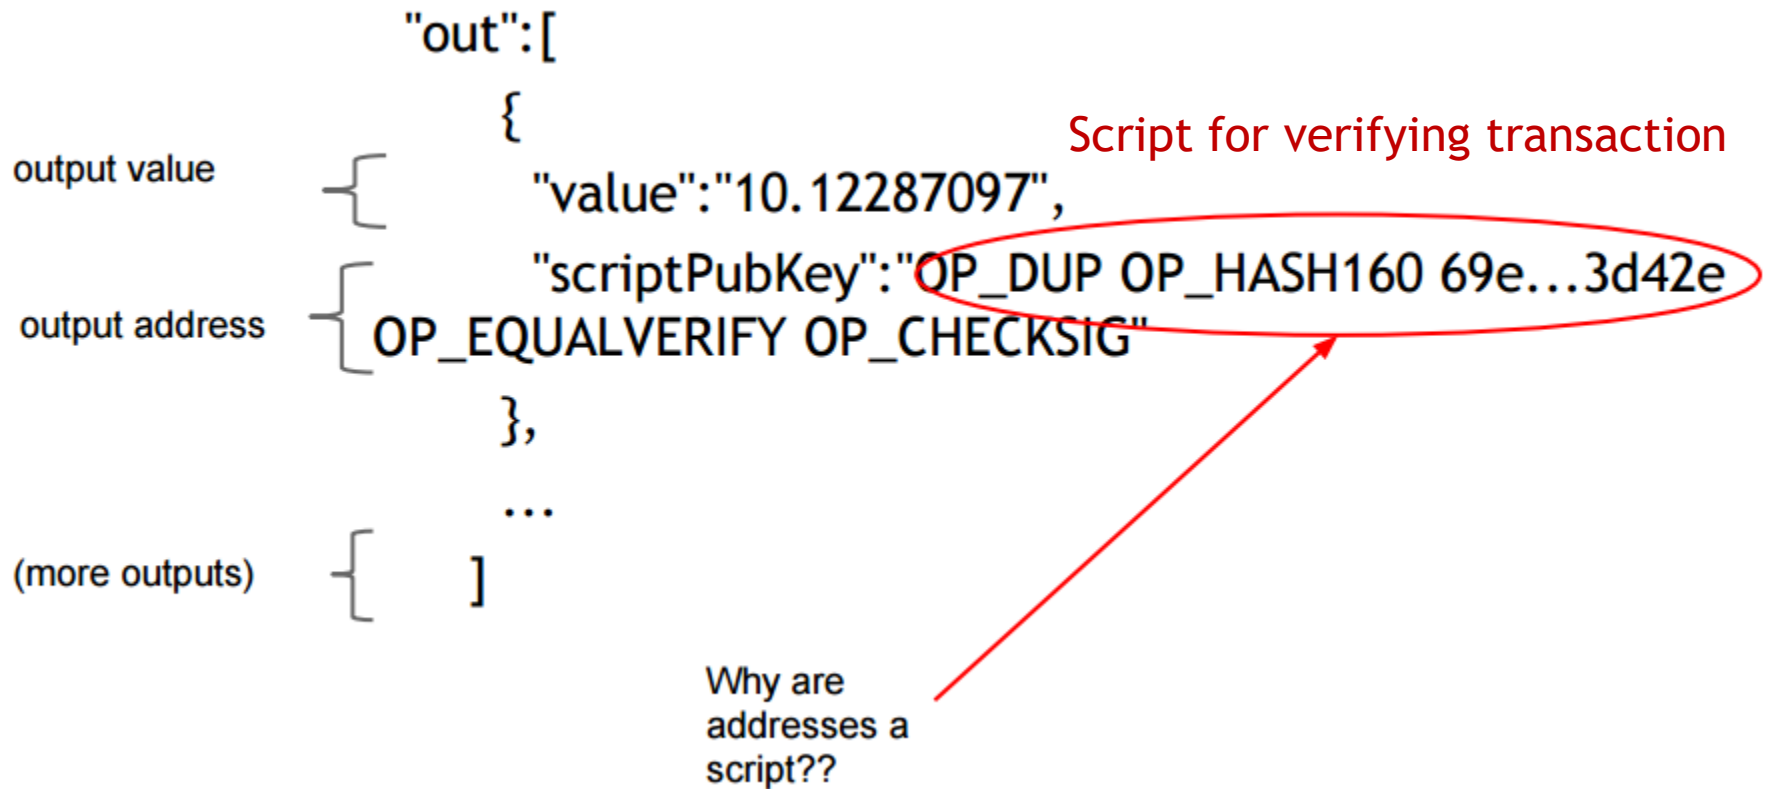 "out":[
{
Script for verifying transaction
output value
"value":"10.12287097",
"scriptPubKey":"OP_DUP OP_HASH160 69e...3d42e
output address
OP_EQUALVERIFY OP_CHECKSIG"
},
...
(more outputs)
]
Why are
addresses a
script??